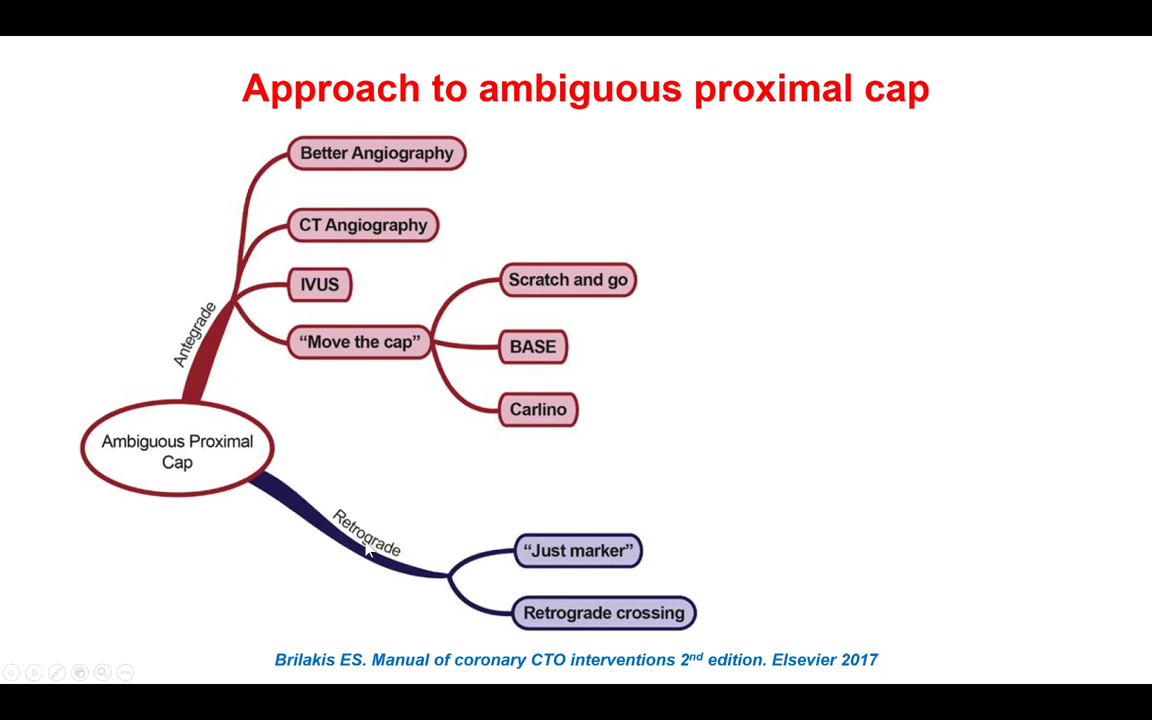 Approach to ambiguous proximal cap
Better Angiography
CT Angiography
IVUS
“Move the cap”
Scratch and go
BASE
Carlino
Antegrade
Ambiguous Proximal
Cap
Retrograde
“Just marker”
Retrograde crossing
Brilakis ES. Manual of coronary CTO interventions 2nd edition. Elsevier 2017